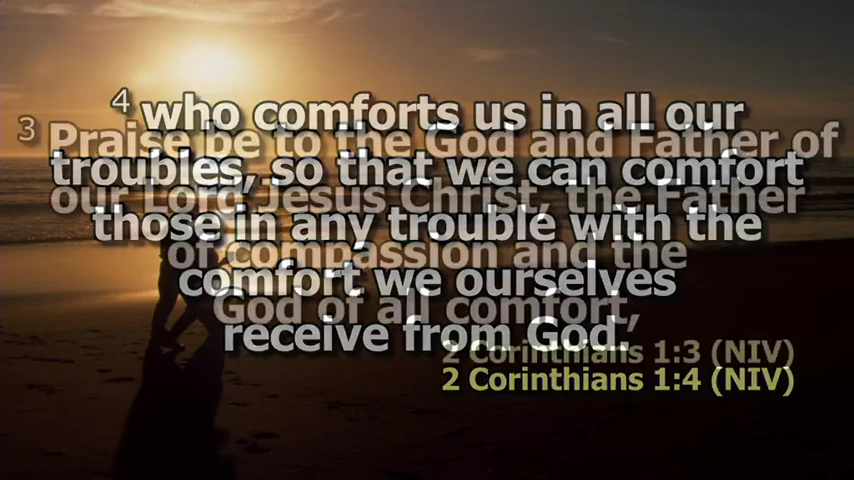 3 Praise be to the God and Father of
our Lord Jesus Christ, the Father
of compassion and the
God of all comfort,
2 Corinthians 1:3 (NIV)
4 who comforts us in all our
troubles, so that we can comfort
those in any trouble with the
comfort we ourselves
receive from God.
2 Corinthians 1:4 (NIV)